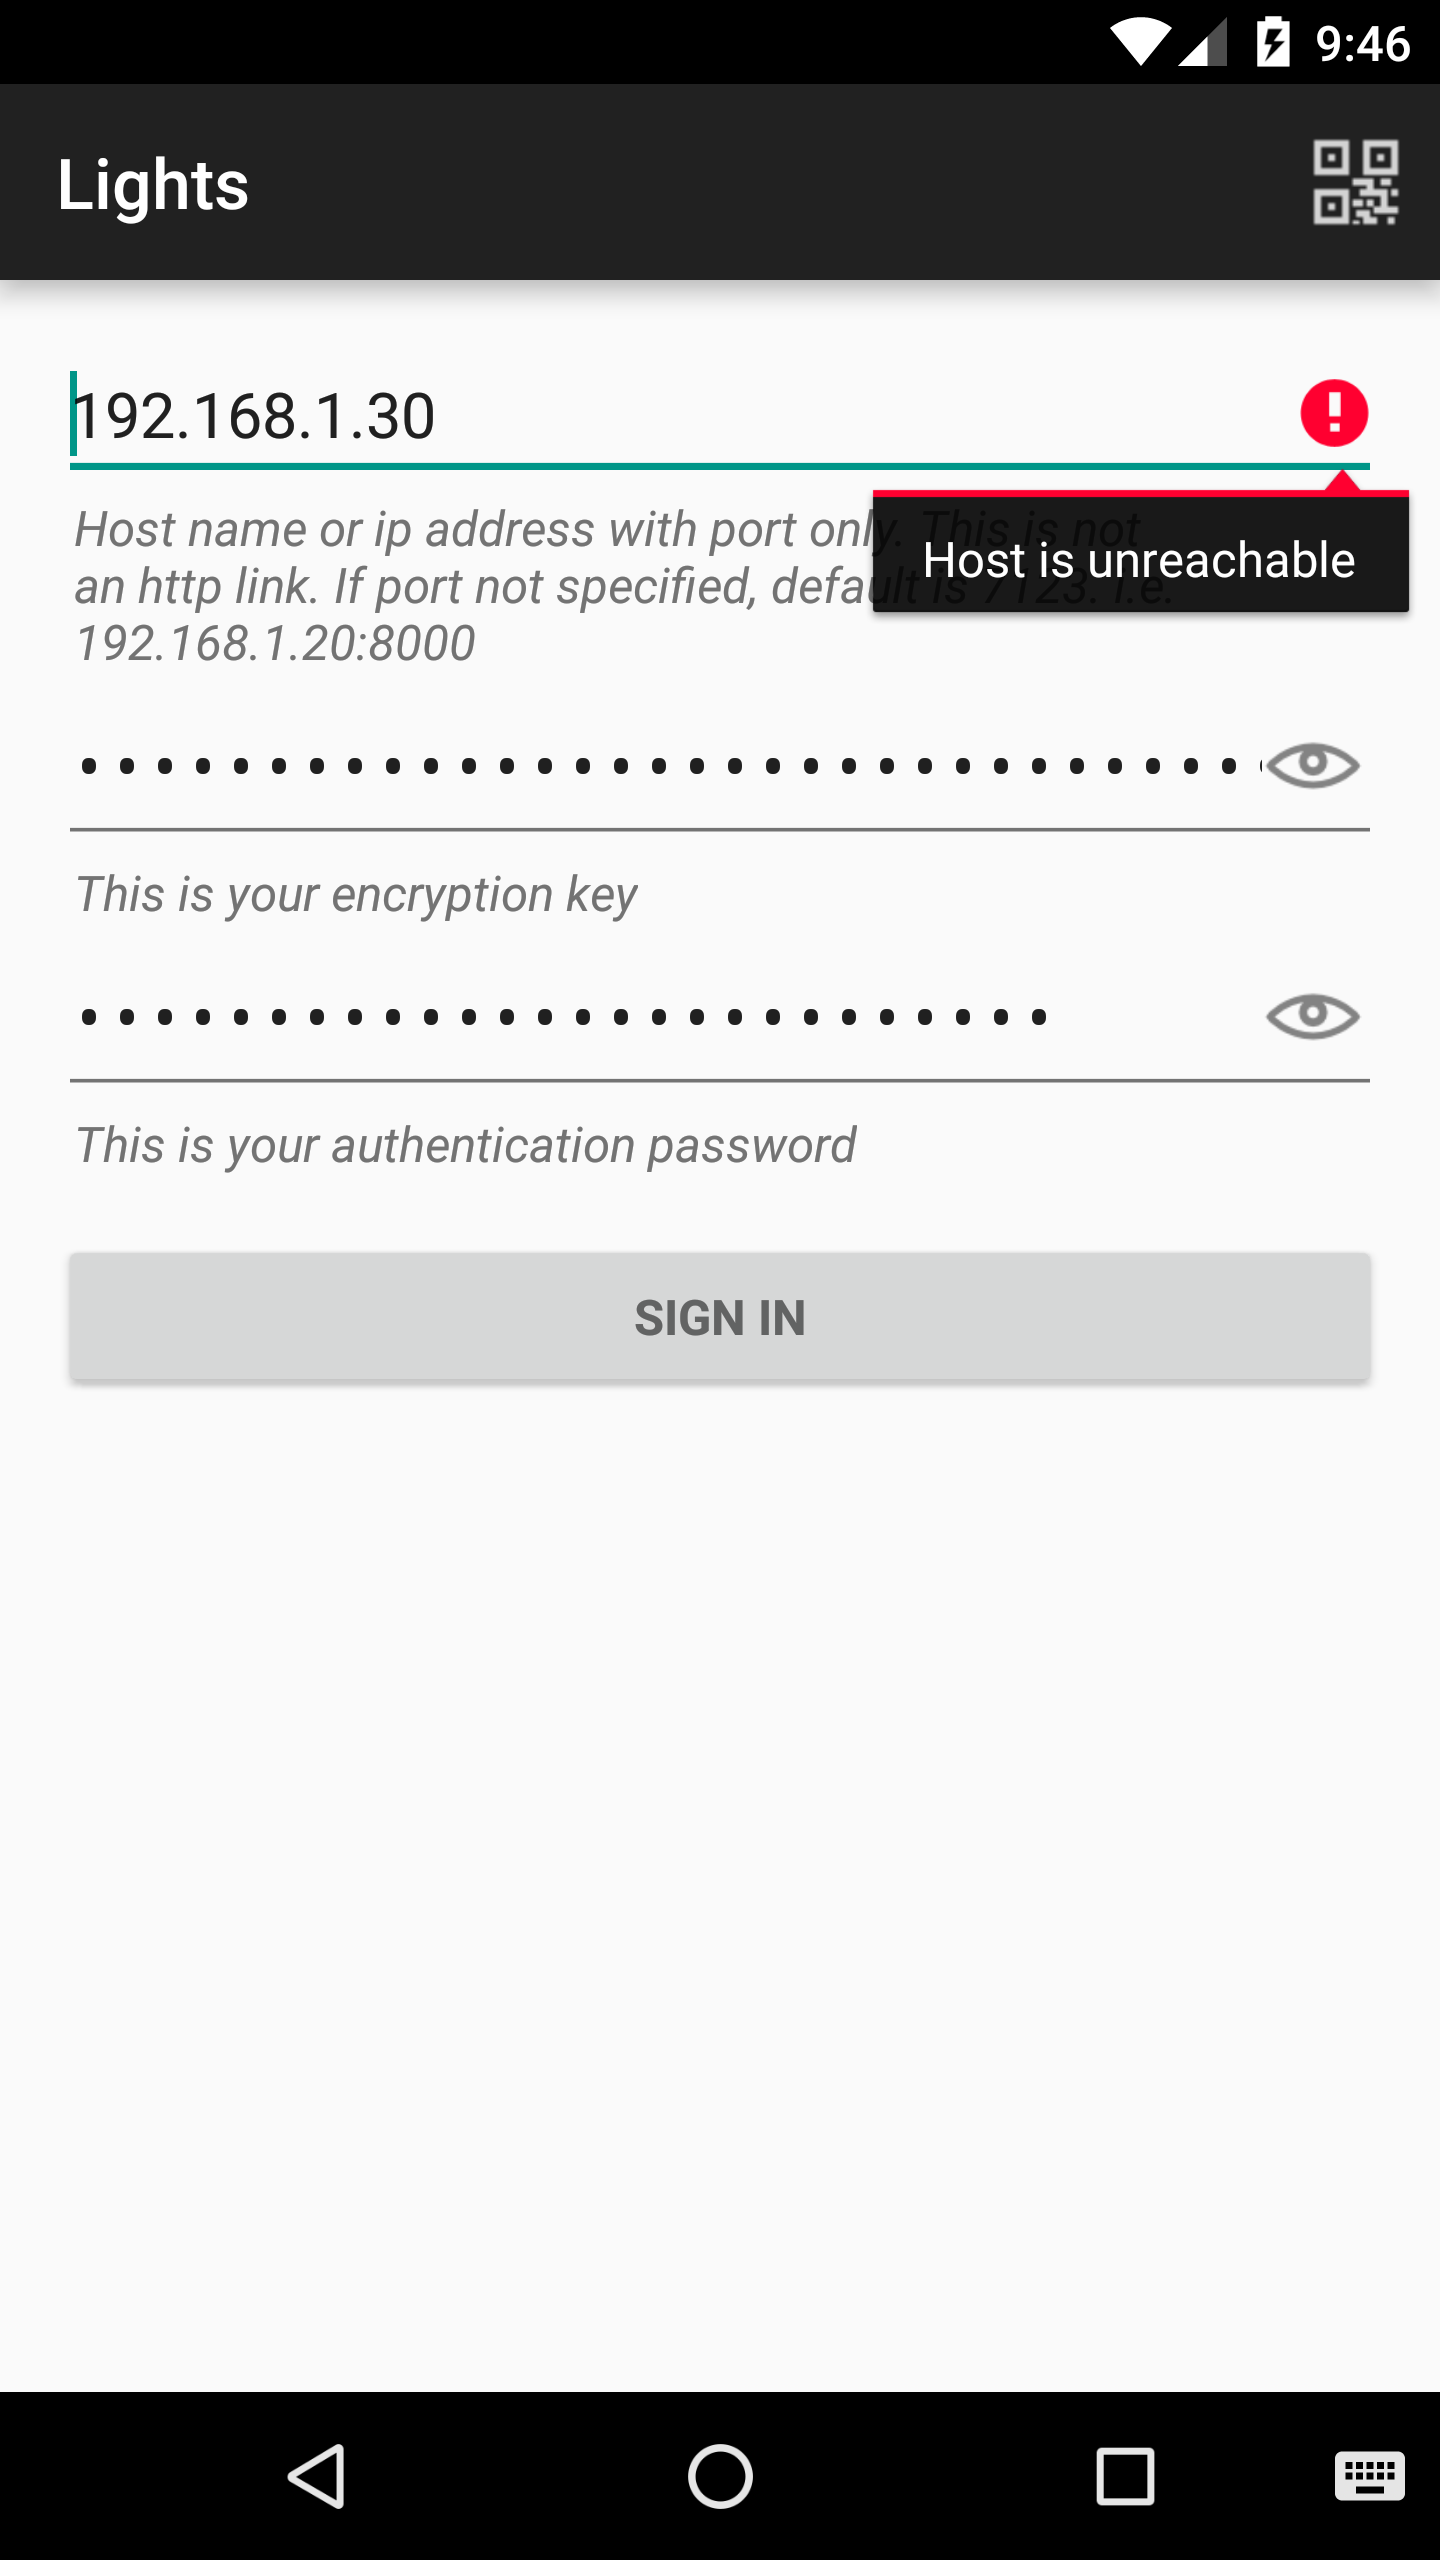 9:46
Lights
192.168.1.30
Host name or ip address with port only. This is not
an http link. If port not specified, default is 7123. i.e.
192.168.1.20:8000
Host is unreachable
This is your encryption key
This is your authentication password
SIGN IN